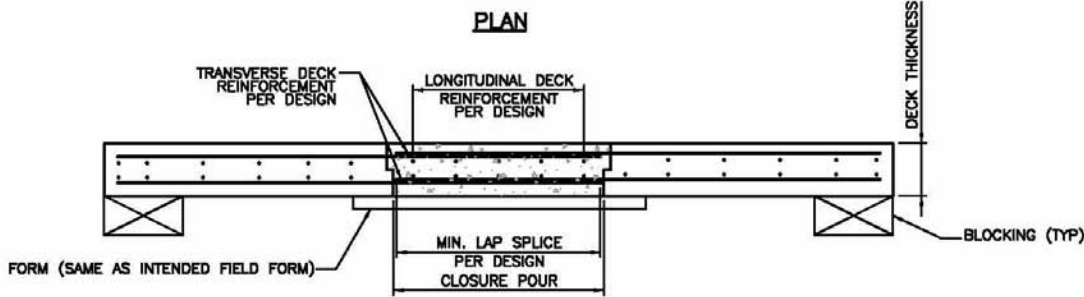 PLAN
DECK THICKNESS
TRANSVERSE DECK
REINFORCEMENT
PER DESIGN
LONGITUDINAL DECK
REINFORCEMENT
PER DESIGN
FORM (SAME AS INTENDED FIELD FORM)
MIN. LAP SPLICE
PER DESIGN
CLOSURE POUR
BLOCKING (TYP)